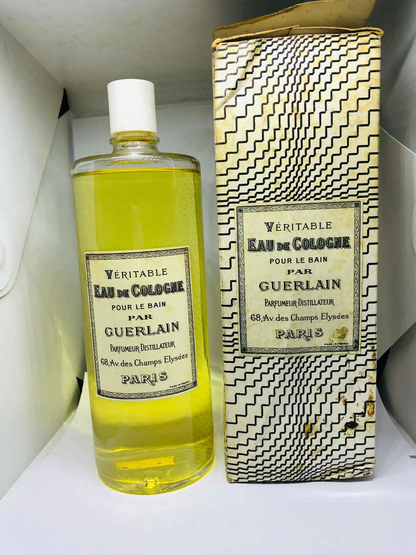 VÉRITABLE
EAU DE COLOGNE
POUR LE BAIN
PAR
GUERLAIN
PARFUMEUR-DISTILLATEUR
68, Av. des Champs Elysées
PARIS
VÉRITABLE
EAU DE COLOGNE
POUR LE BAIN
PAR
GUERLAIN
PARFUMEUR-DISTILLATEUR
68, Av. des Champs Elysées
PARIS